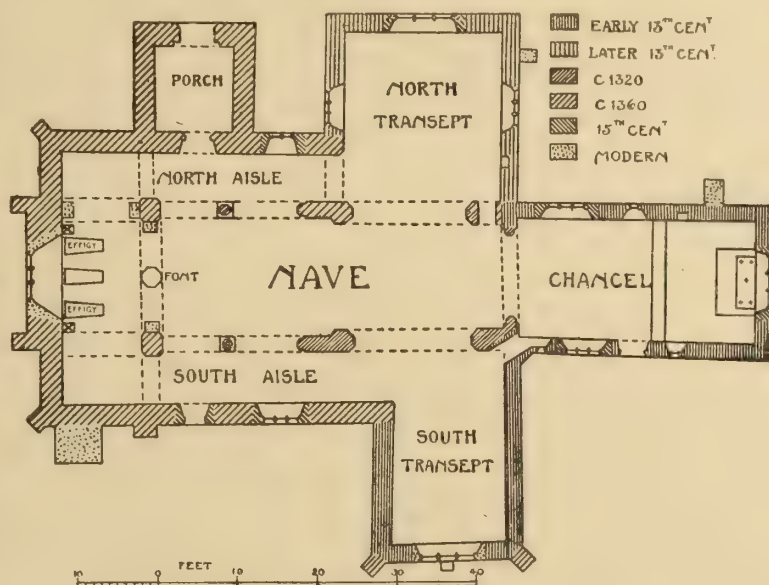 EARLY 13TH CENT
LATER 13TH CENT.
C 1320
C 1360
15TH CENT
MODERN
PORCH
NORTH
TRANSEPT
NORTH AISLE
EFFIGY
FONT
NAVE
CHANCEL
EFFIGY
SOUTH AISLE
SOUTH
TRANSEPT
FEET
10 0 10 20 30 40